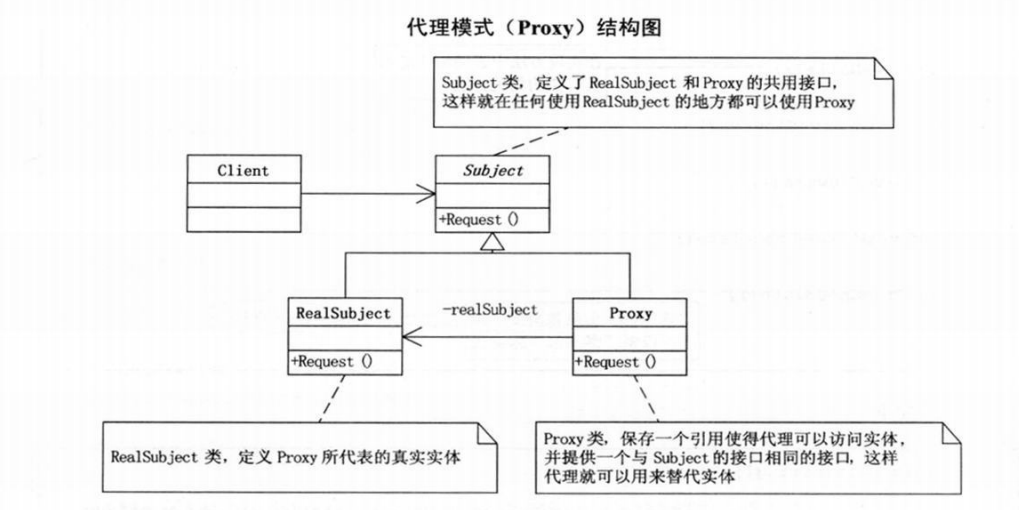 代理模式（Proxy）结构图
Subject 类，定义了 RealSubject 和 Proxy 的共用接口，
这样就在任何使用 RealSubject 的地方都可以使用 Proxy
Client
Subject
+Request()
RealSubject
-realSubject
Proxy
+Request()
+Request()
RealSubject 类，定义 Proxy 所代表的真实实体
Proxy 类，保存一个引用使得代理可以访问实体，
并提供一个与 Subject 的接口相同的接口，这样
代理就可以用来替代实体